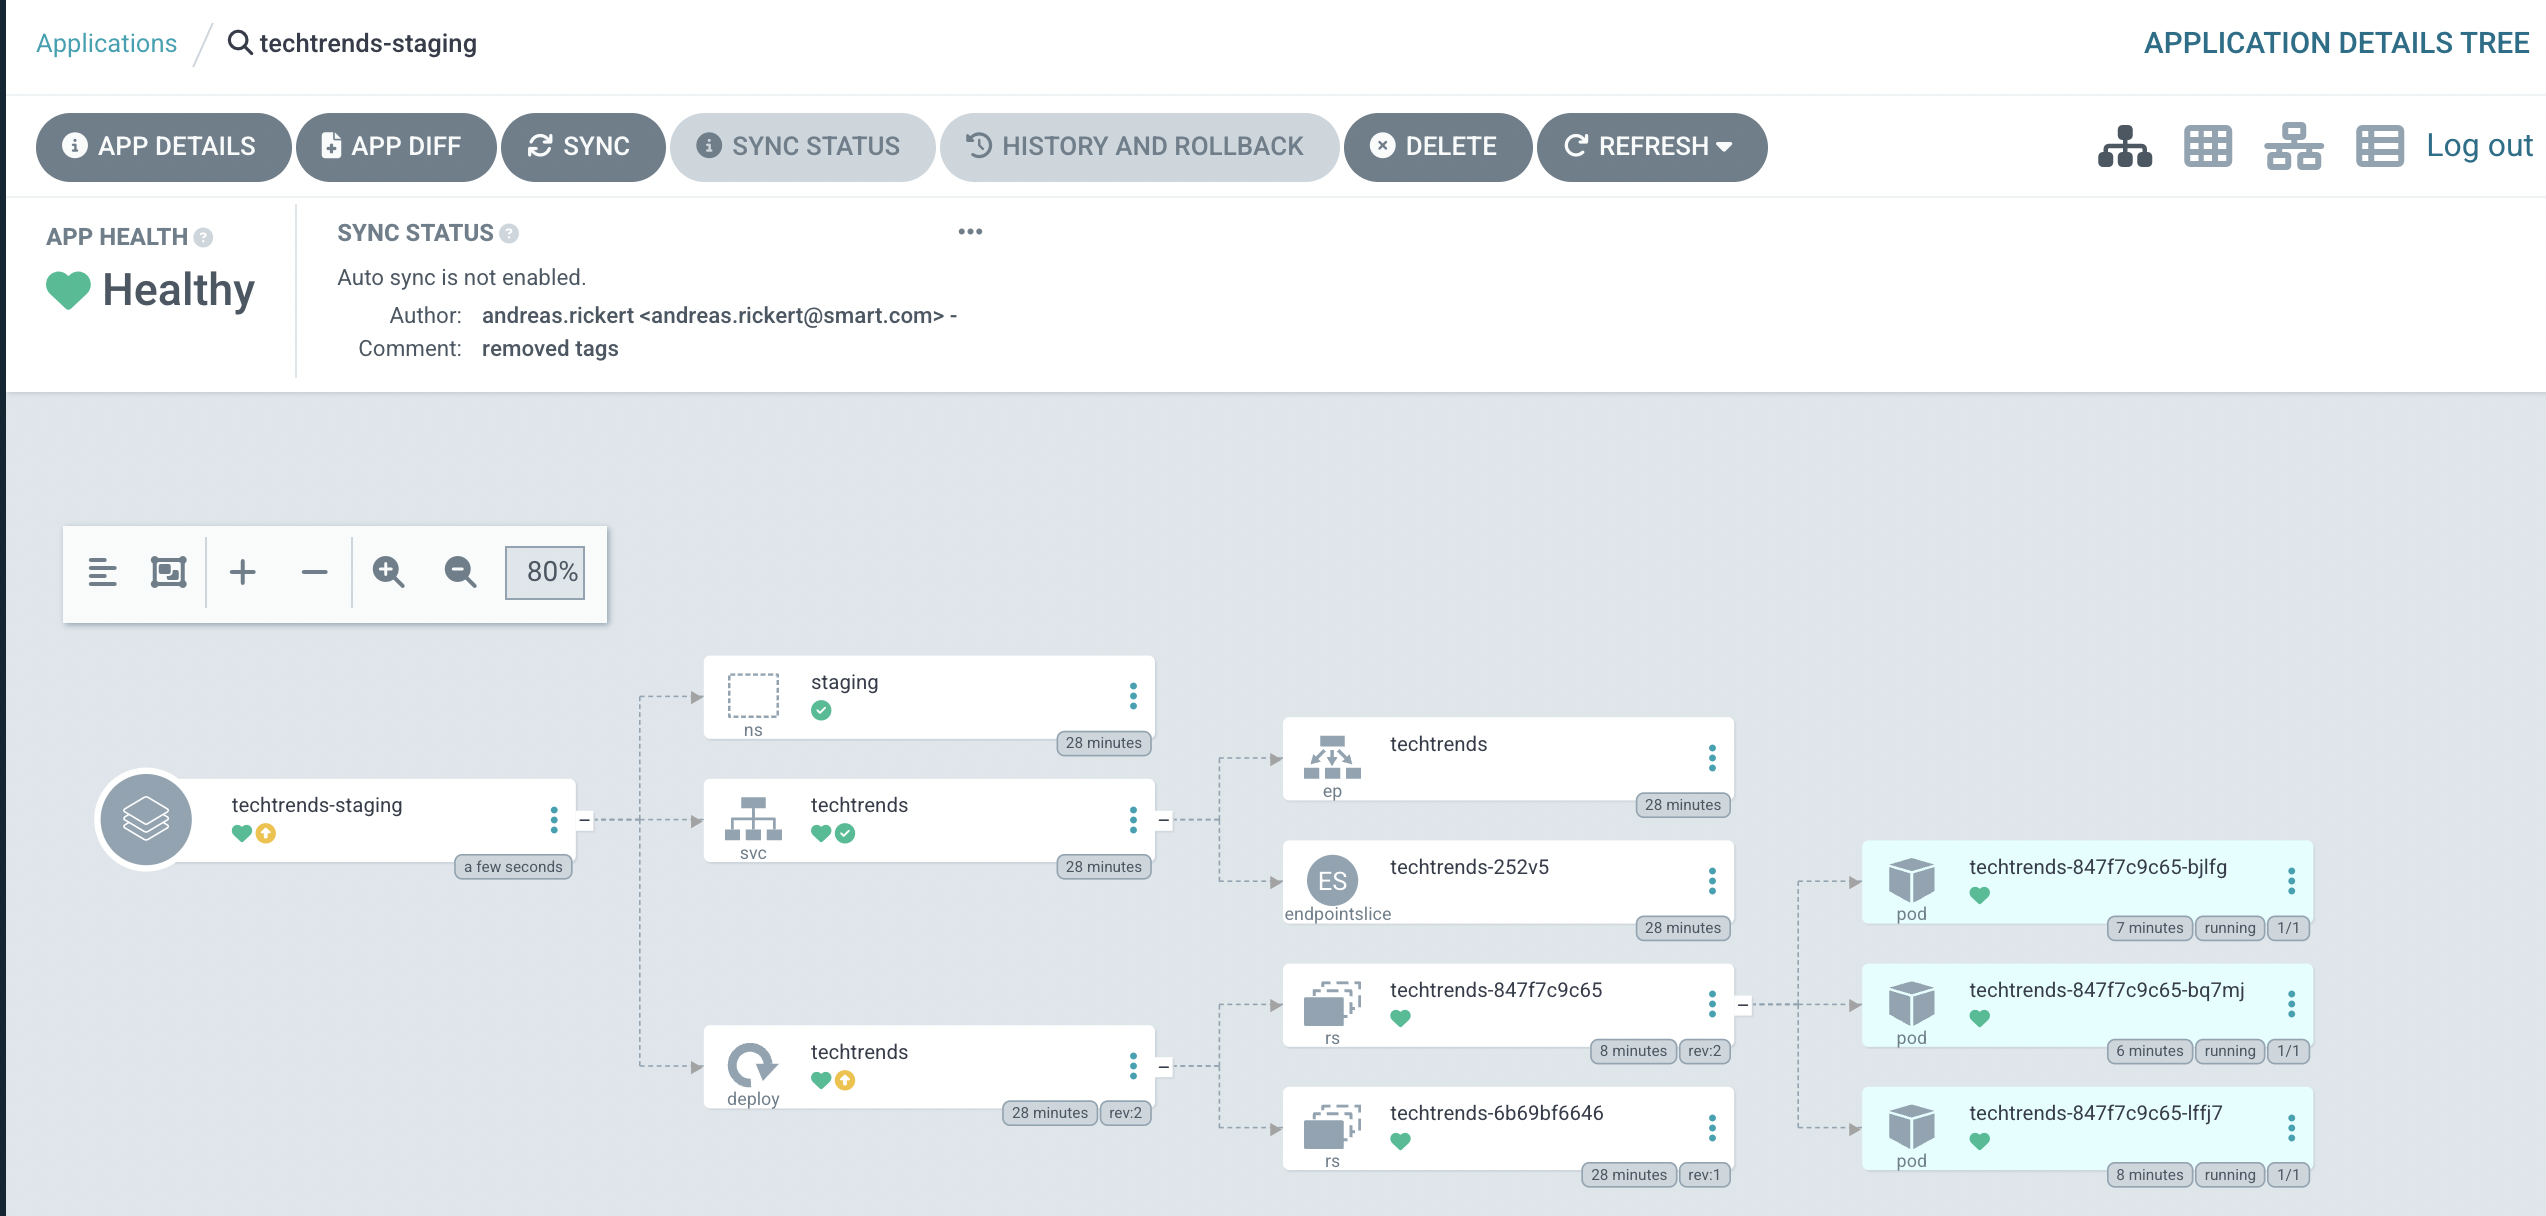 Applications / techtrends-staging
APPLICATION DETAILS TREE
APP DETAILS
APP DIFF
SYNC
SYNC STATUS
HISTORY AND ROLLBACK
DELETE
REFRESH
Log out
APP HEALTH ?
Healthy
SYNC STATUS ?
Auto sync is not enabled.
Author: andreas.rickert <andreas.rickert@smart.com> -
Comment: removed tags
80%
techtrends-staging
a few seconds
staging
ns
28 minutes
techtrends
svc
28 minutes
techtrends
deploy
28 minutes rev:2
techtrends
ep
28 minutes
ES
techtrends-252v5
endpointslice
28 minutes
techtrends-847f7c9c65
rs
8 minutes rev:2
techtrends-6b69bf6646
rs
28 minutes rev:1
techtrends-847f7c9c65-bjlfg
pod
7 minutes running 1/1
techtrends-847f7c9c65-bq7mj
pod
6 minutes running 1/1
techtrends-847f7c9c65-lffj7
pod
8 minutes running 1/1